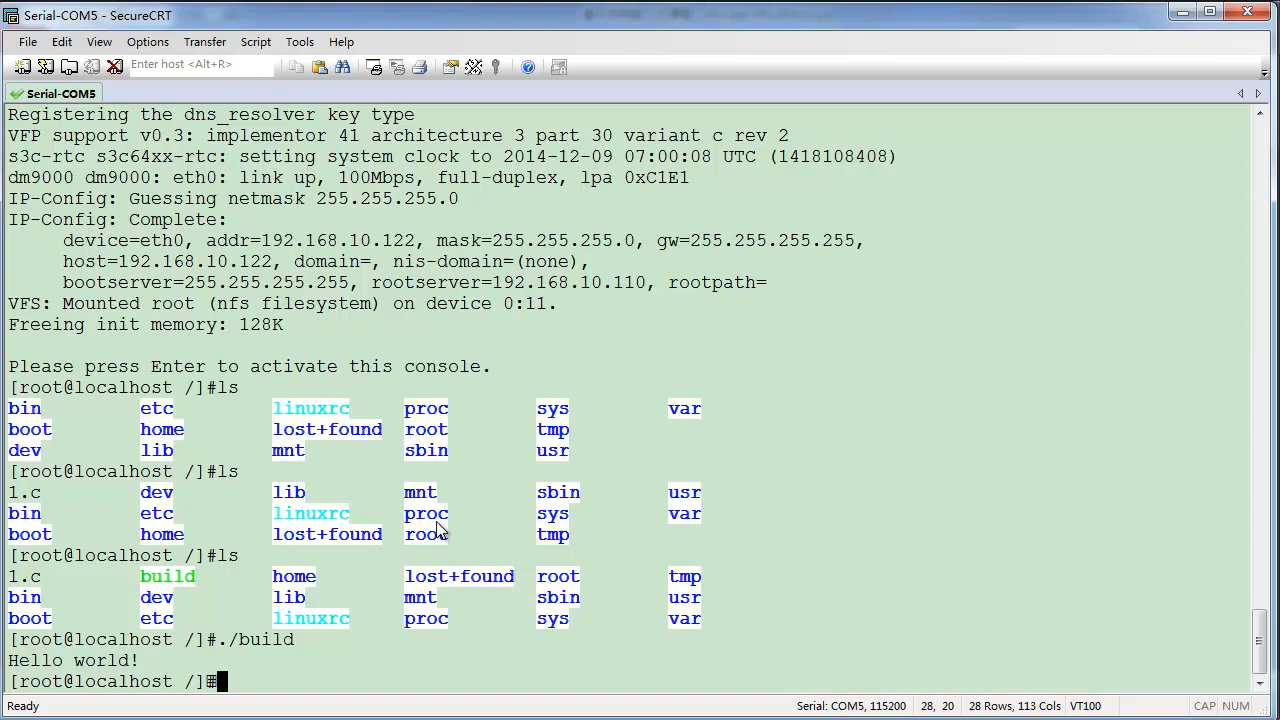 Serial-COM5 - SecureCRT
File Edit View Options Transfer Script Tools Help
Enter host <Alt+R>
Serial-COM5
Registering the dns_resolver key type
VFP support v0.3: implementor 41 architecture 3 part 30 variant c rev 2
s3c-rtc s3c64xx-rtc: setting system clock to 2014-12-09 07:00:08 UTC (1418108408)
dm9000 dm9000: eth0: link up, 100Mbps, full-duplex, lpa 0xC1E1
IP-Config: Guessing netmask 255.255.255.0
IP-Config: Complete:
     device=eth0, addr=192.168.10.122, mask=255.255.255.0, gw=255.255.255.255,
     host=192.168.10.122, domain=, nis-domain=(none),
     bootserver=255.255.255.255, rootserver=192.168.10.110, rootpath=
VFS: Mounted root (nfs filesystem) on device 0:11.
Freeing init memory: 128K
Please press Enter to activate this console.
[root@localhost /]#ls
bin etc linuxrc proc sys var
boot home lost+found root tmp
dev lib mnt sbin usr
[root@localhost /]#ls
1.c dev lib mnt sbin usr
bin etc linuxrc proc sys var
boot home lost+found root tmp
[root@localhost /]#ls
1.c build home lost+found root tmp
bin dev lib mnt sbin usr
boot etc linuxrc proc sys var
[root@localhost /]#./build
Hello world!
[root@localhost /]#
Ready Serial: COM5, 115200 28, 20 28 Rows, 113 Cols VT100 CAP NUM